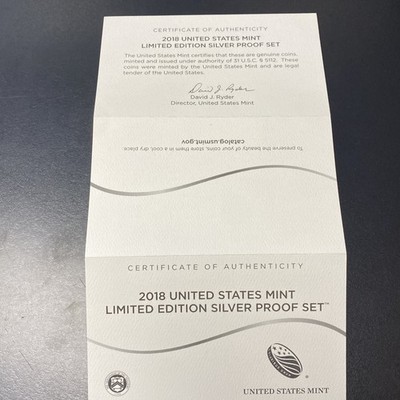 CERTIFICATE OF AUTHENTICITY
2018 UNITED STATES MINT
LIMITED EDITION SILVER PROOF SET
The United States Mint certifies that these are genuine coins,
minted and issued under authority of 31 U.S.C. § 5112. These
coins were minted by the United States Mint and are legal
tender of the United States.
David J. Ryder
David J. Ryder
Director, United States Mint
To preserve the beauty of your coins, store them in a cool, dry place.
catalog.usmint.gov
CERTIFICATE OF AUTHENTICITY
2018 UNITED STATES MINT
LIMITED EDITION SILVER PROOF SET™
UNITED STATES MINT